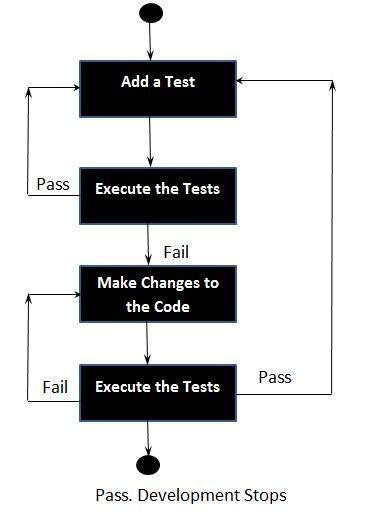 Add a Test
Pass
Execute the Tests
Fail
Make Changes to
the Code
Fail
Execute the Tests
Pass
Pass. Development Stops